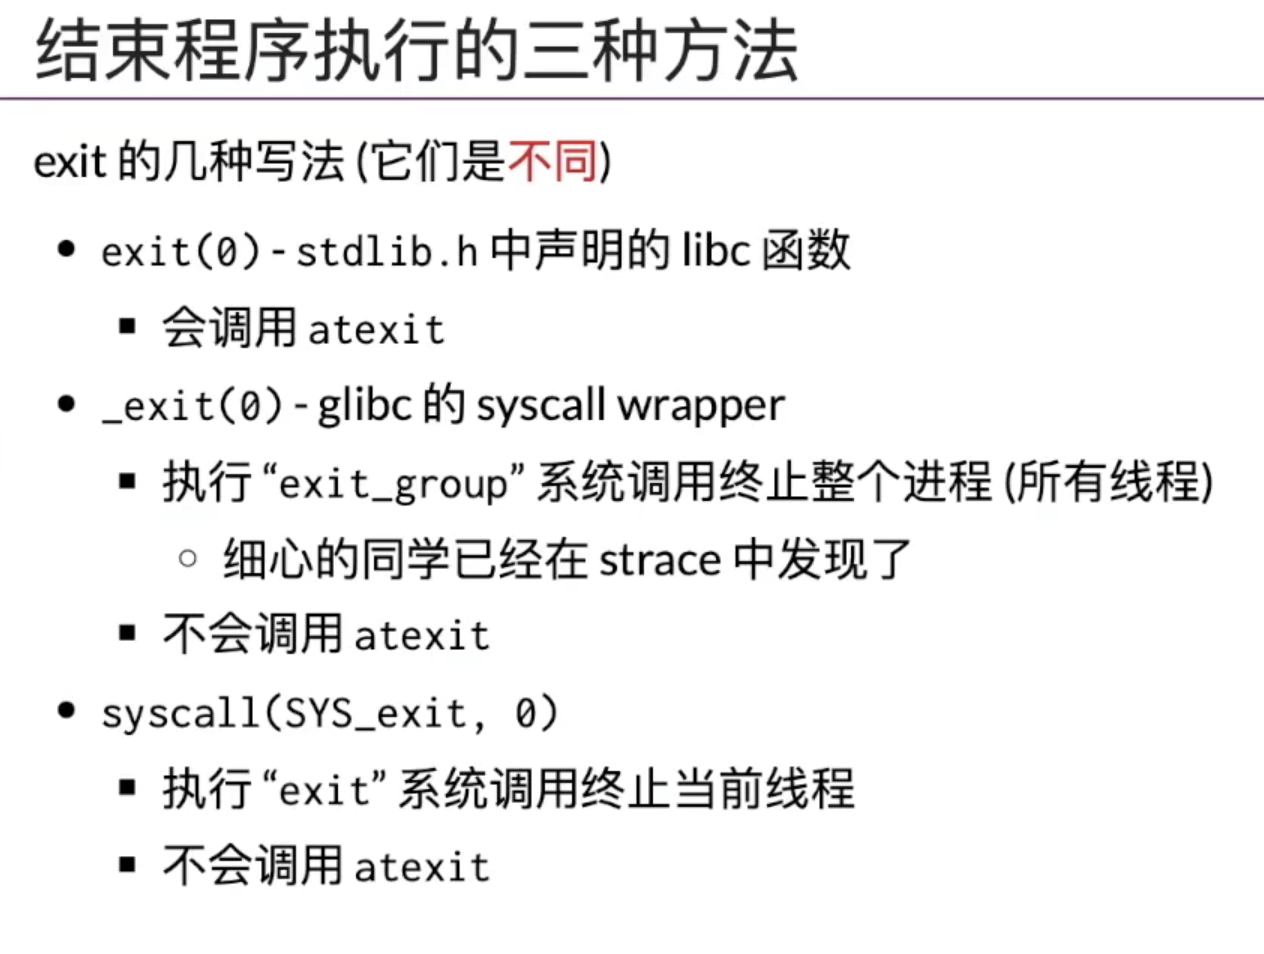 结束程序执行的三种方法
exit 的几种写法 (它们是不同)
• exit(0) - stdlib.h 中声明的 libc 函数
▪ 会调用 atexit
• _exit(0) - glibc 的 syscall wrapper
▪ 执行 “exit_group” 系统调用终止整个进程 (所有线程)
○ 细心的同学已经在 strace 中发现了
▪ 不会调用 atexit
• syscall(SYS_exit, 0)
▪ 执行 “exit” 系统调用终止当前线程
▪ 不会调用 atexit